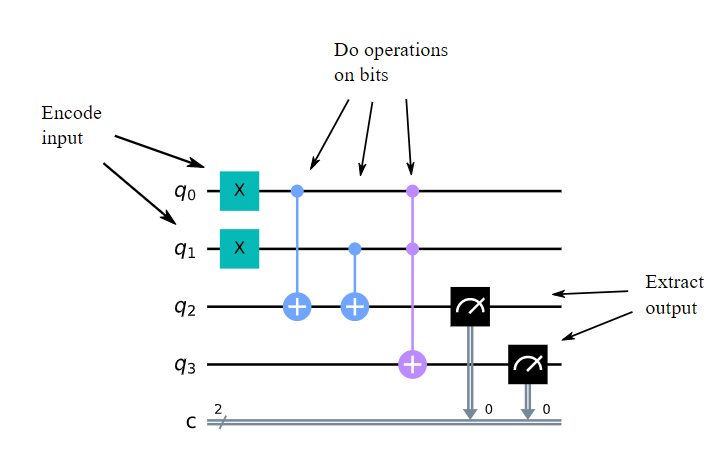 Do operations
on bits
Encode
input
q0 X
q1 X
q2
q3
Extract
output
c 2 0 0